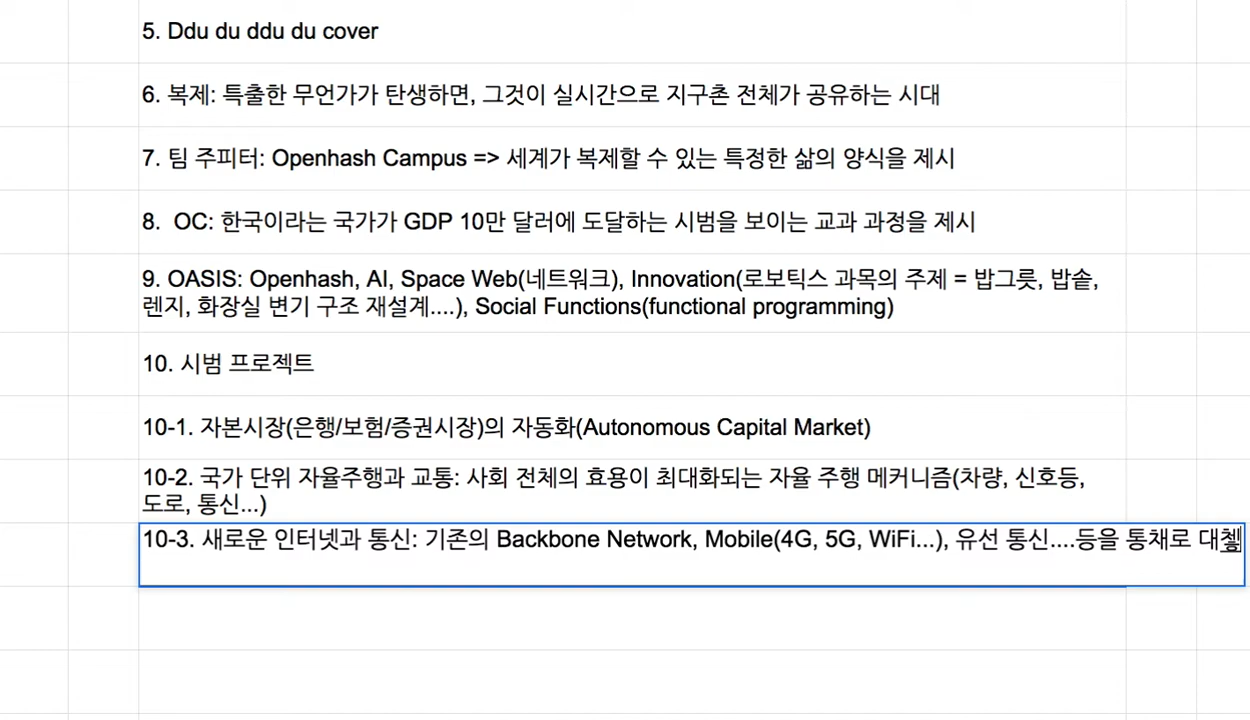 5. Ddu du ddu du cover
6. 복제: 특출한 무언가가 탄생하면, 그것이 실시간으로 지구촌 전체가 공유하는 시대
7. 팀 주피터: Openhash Campus => 세계가 복제할 수 있는 특정한 삶의 양식을 제시
8.  OC: 한국이라는 국가가 GDP 10만 달러에 도달하는 시범을 보이는 교과 과정을 제시
9. OASIS: Openhash, AI, Space Web(네트워크), Innovation(로보틱스 과목의 주제 = 밥그릇, 밥솥,
렌지, 화장실 변기 구조 재설계....), Social Functions(functional programming)
10. 시범 프로젝트
10-1. 자본시장(은행/보험/증권시장)의 자동화(Autonomous Capital Market)
10-2. 국가 단위 자율주행과 교통: 사회 전체의 효용이 최대화되는 자율 주행 메커니즘(차량, 신호등,
도로, 통신...)
10-3. 새로운 인터넷과 통신: 기존의 Backbone Network, Mobile(4G, 5G, WiFi...), 유선 통신....등을 통채로